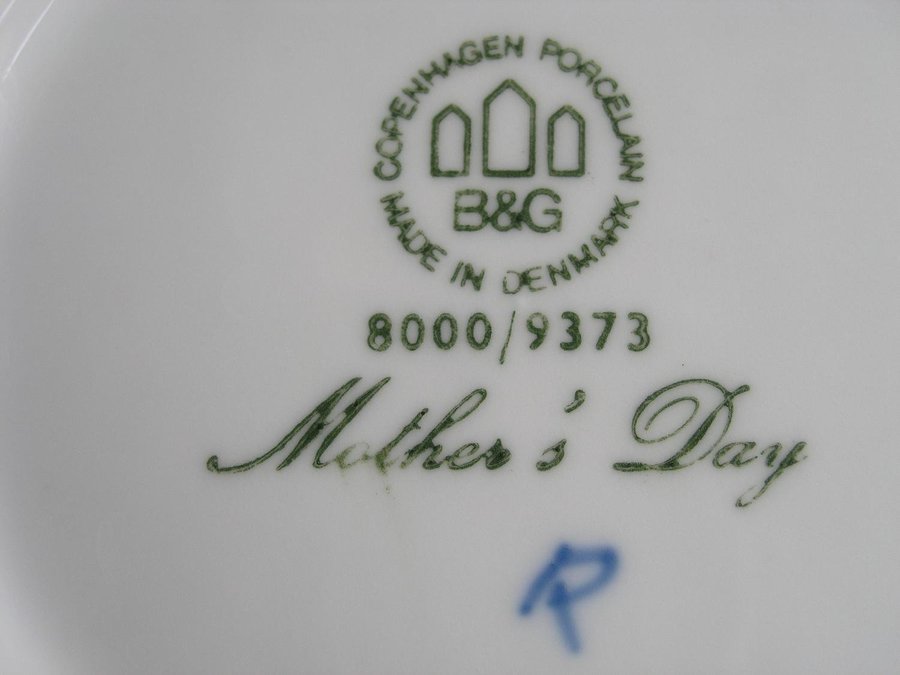 COPENHAGEN PORCELAIN
B&G
MADE IN DENMARK
8000/9373
Mother's Day
R